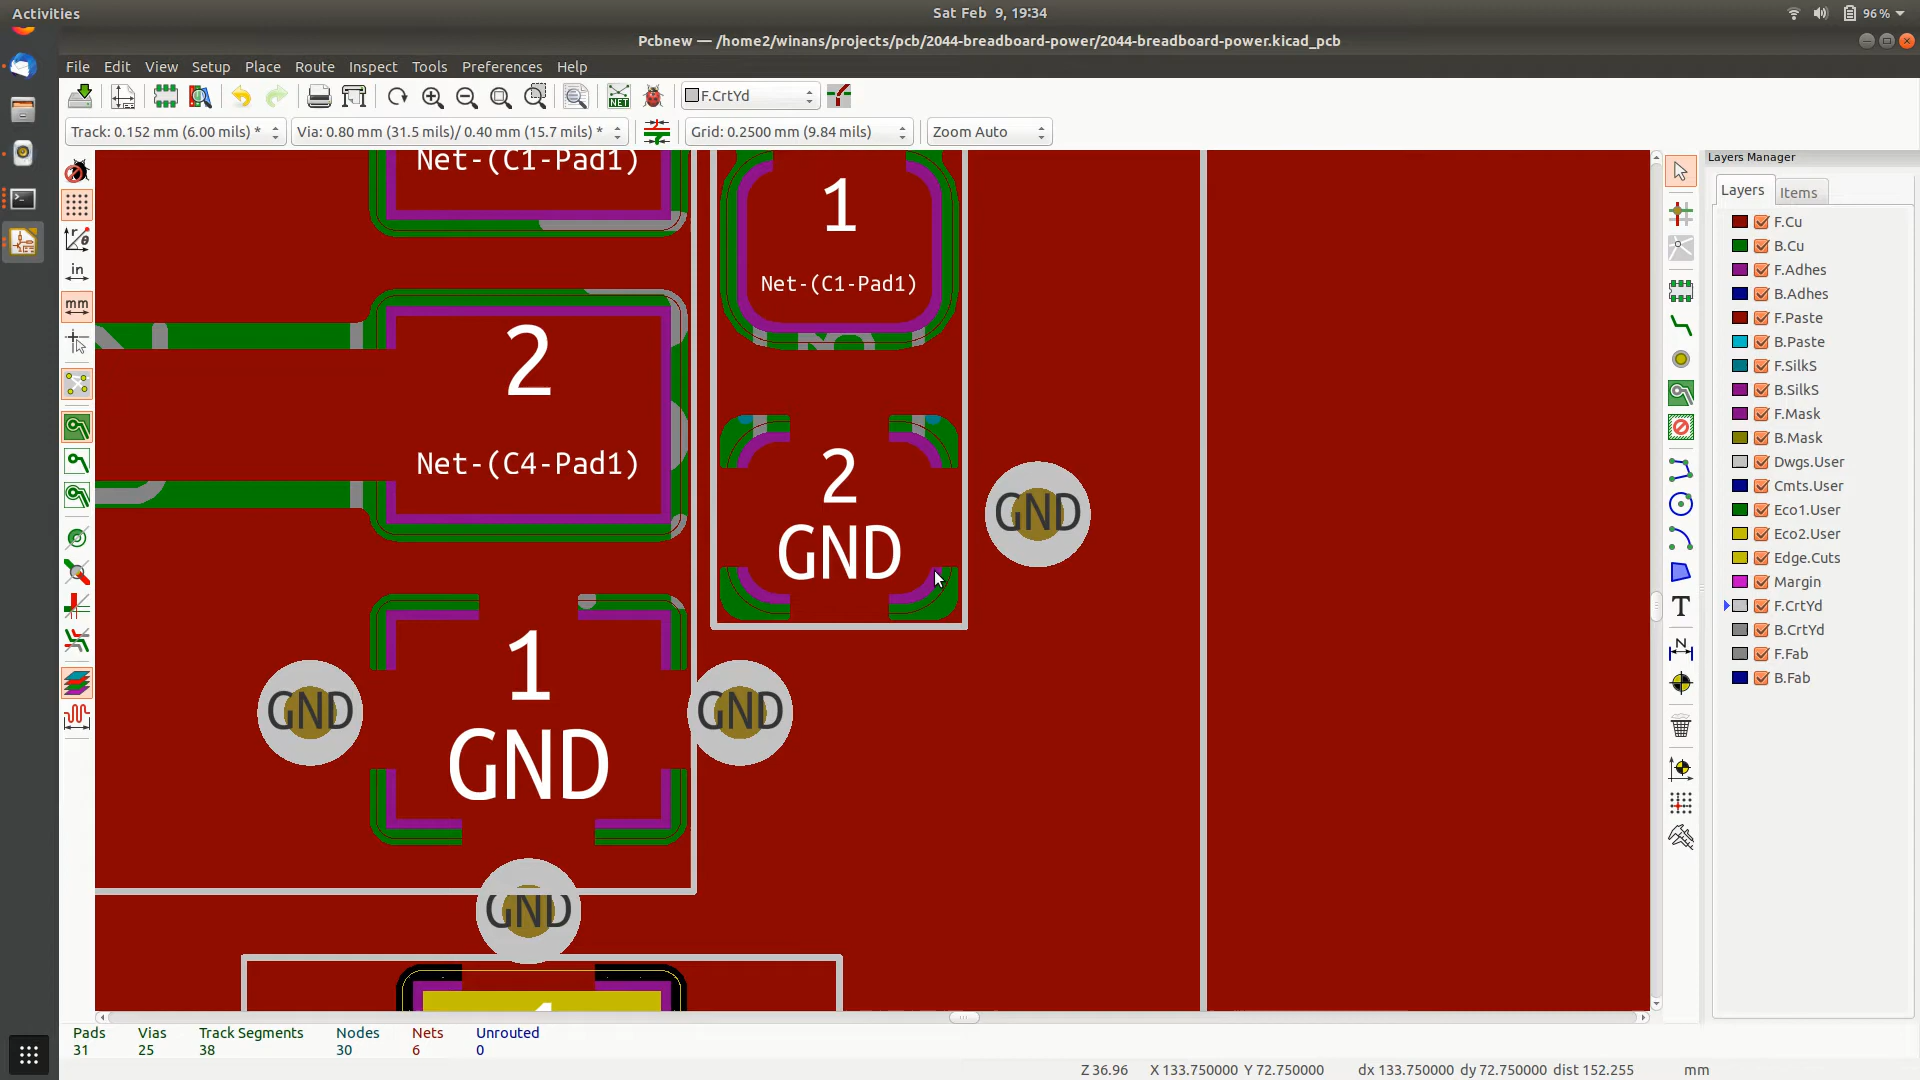 Activities
Sat Feb 9, 19:34
96%
Pcbnew — /home2/winans/projects/pcb/2044-breadboard-power/2044-breadboard-power.kicad_pcb
File Edit View Setup Place Route Inspect Tools Preferences Help
NET
F.CrtYd
Track: 0.152 mm (6.00 mils) *
Via: 0.80 mm (31.5 mils)/ 0.40 mm (15.7 mils) *
Grid: 0.2500 mm (9.84 mils)
Zoom Auto
in
mm
Net-(C1-Pad1)
1
Net-(C1-Pad1)
2
Net-(C4-Pad1)
2
GND
GND
1
GND
GND
GND
GND
T
N
Layers Manager
Layers
Items
F.Cu
B.Cu
F.Adhes
B.Adhes
F.Paste
B.Paste
F.SilkS
B.SilkS
F.Mask
B.Mask
Dwgs.User
Cmts.User
Eco1.User
Eco2.User
Edge.Cuts
Margin
F.CrtYd
B.CrtYd
F.Fab
B.Fab
Pads Vias Track Segments Nodes Nets Unrouted
31 25 38 30 6 0
Z 36.96 X 133.750000 Y 72.750000 dx 133.750000 dy 72.750000 dist 152.255 mm